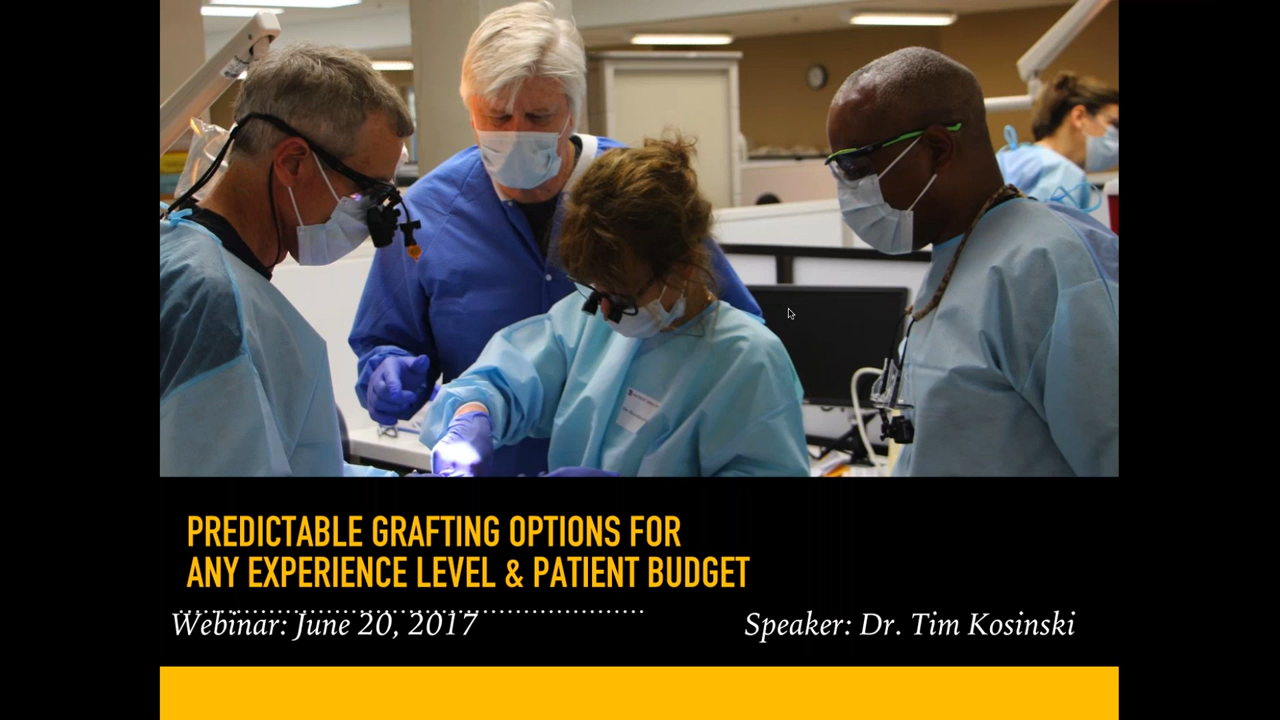 PREDICTABLE GRAFTING OPTIONS FOR
ANY EXPERIENCE LEVEL & PATIENT BUDGET
Webinar: June 20, 2017
Speaker: Dr. Tim Kosinski